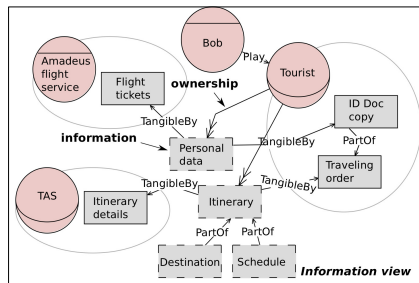 Bob
Play
Amadeus
flight
service
Flight
tickets
ownership
Tourist
TangibleBy
information
Personal
data
TangibleBy
ID Doc
copy
PartOf
Traveling
order
TAS
Itinerary
details
TangibleBy
Itinerary
TangibleBy
PartOf
PartOf
Destination
Schedule
Information view